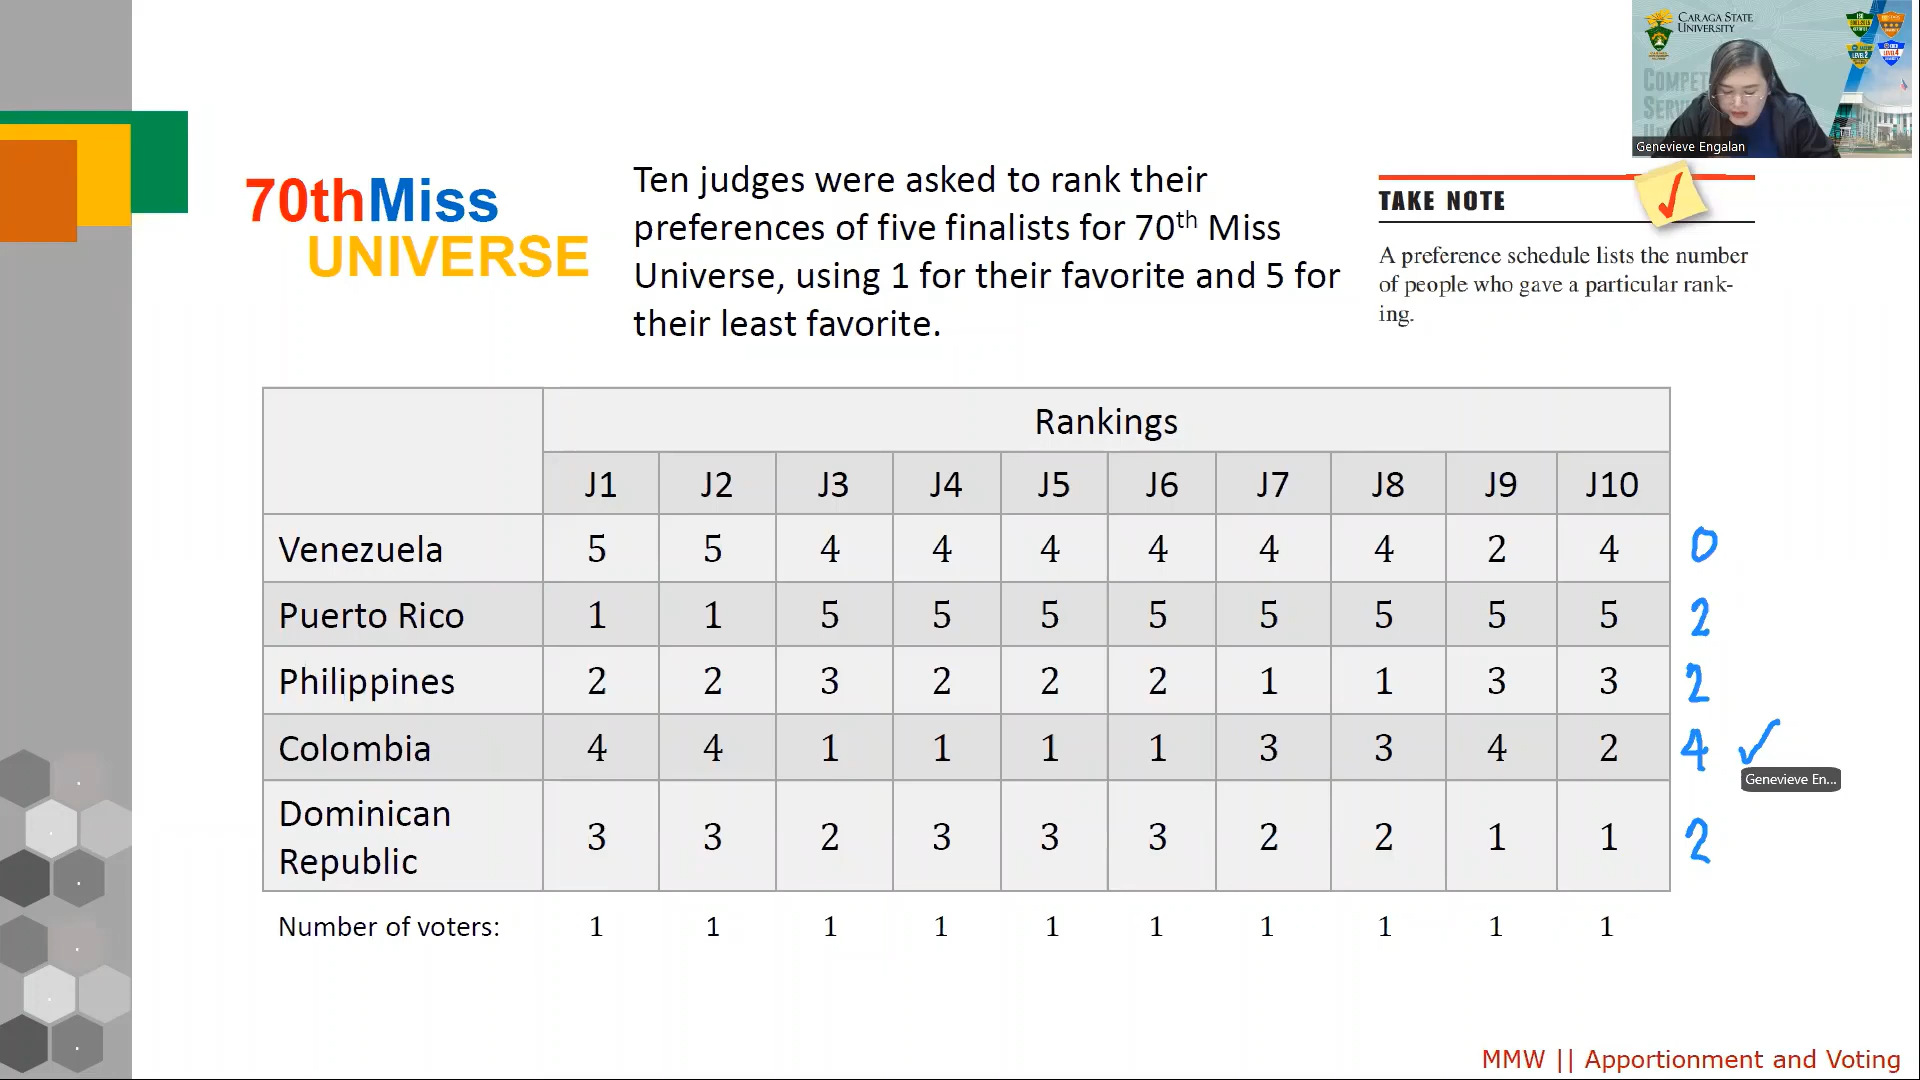 CARAGA STATE
UNIVERSITY
COMPET
SERV
Genevieve Engalan
70thMiss
UNIVERSE
Ten judges were asked to rank their
preferences of five finalists for 70th Miss
Universe, using 1 for their favorite and 5 for
their least favorite.
TAKE NOTE
A preference schedule lists the number
of people who gave a particular rank-
ing.
Rankings
J1 J2 J3 J4 J5 J6 J7 J8 J9 J10
Venezuela 5 5 4 4 4 4 4 4 2 4 0
Puerto Rico 1 1 5 5 5 5 5 5 5 5 2
Philippines 2 2 3 2 2 2 1 1 3 3 2
Colombia 4 4 1 1 1 1 3 3 4 2 4 ✓
Genevieve En...
Dominican
Republic 3 3 2 3 3 3 2 2 1 1 2
Number of voters: 1 1 1 1 1 1 1 1 1 1
MMW || Apportionment and Voting